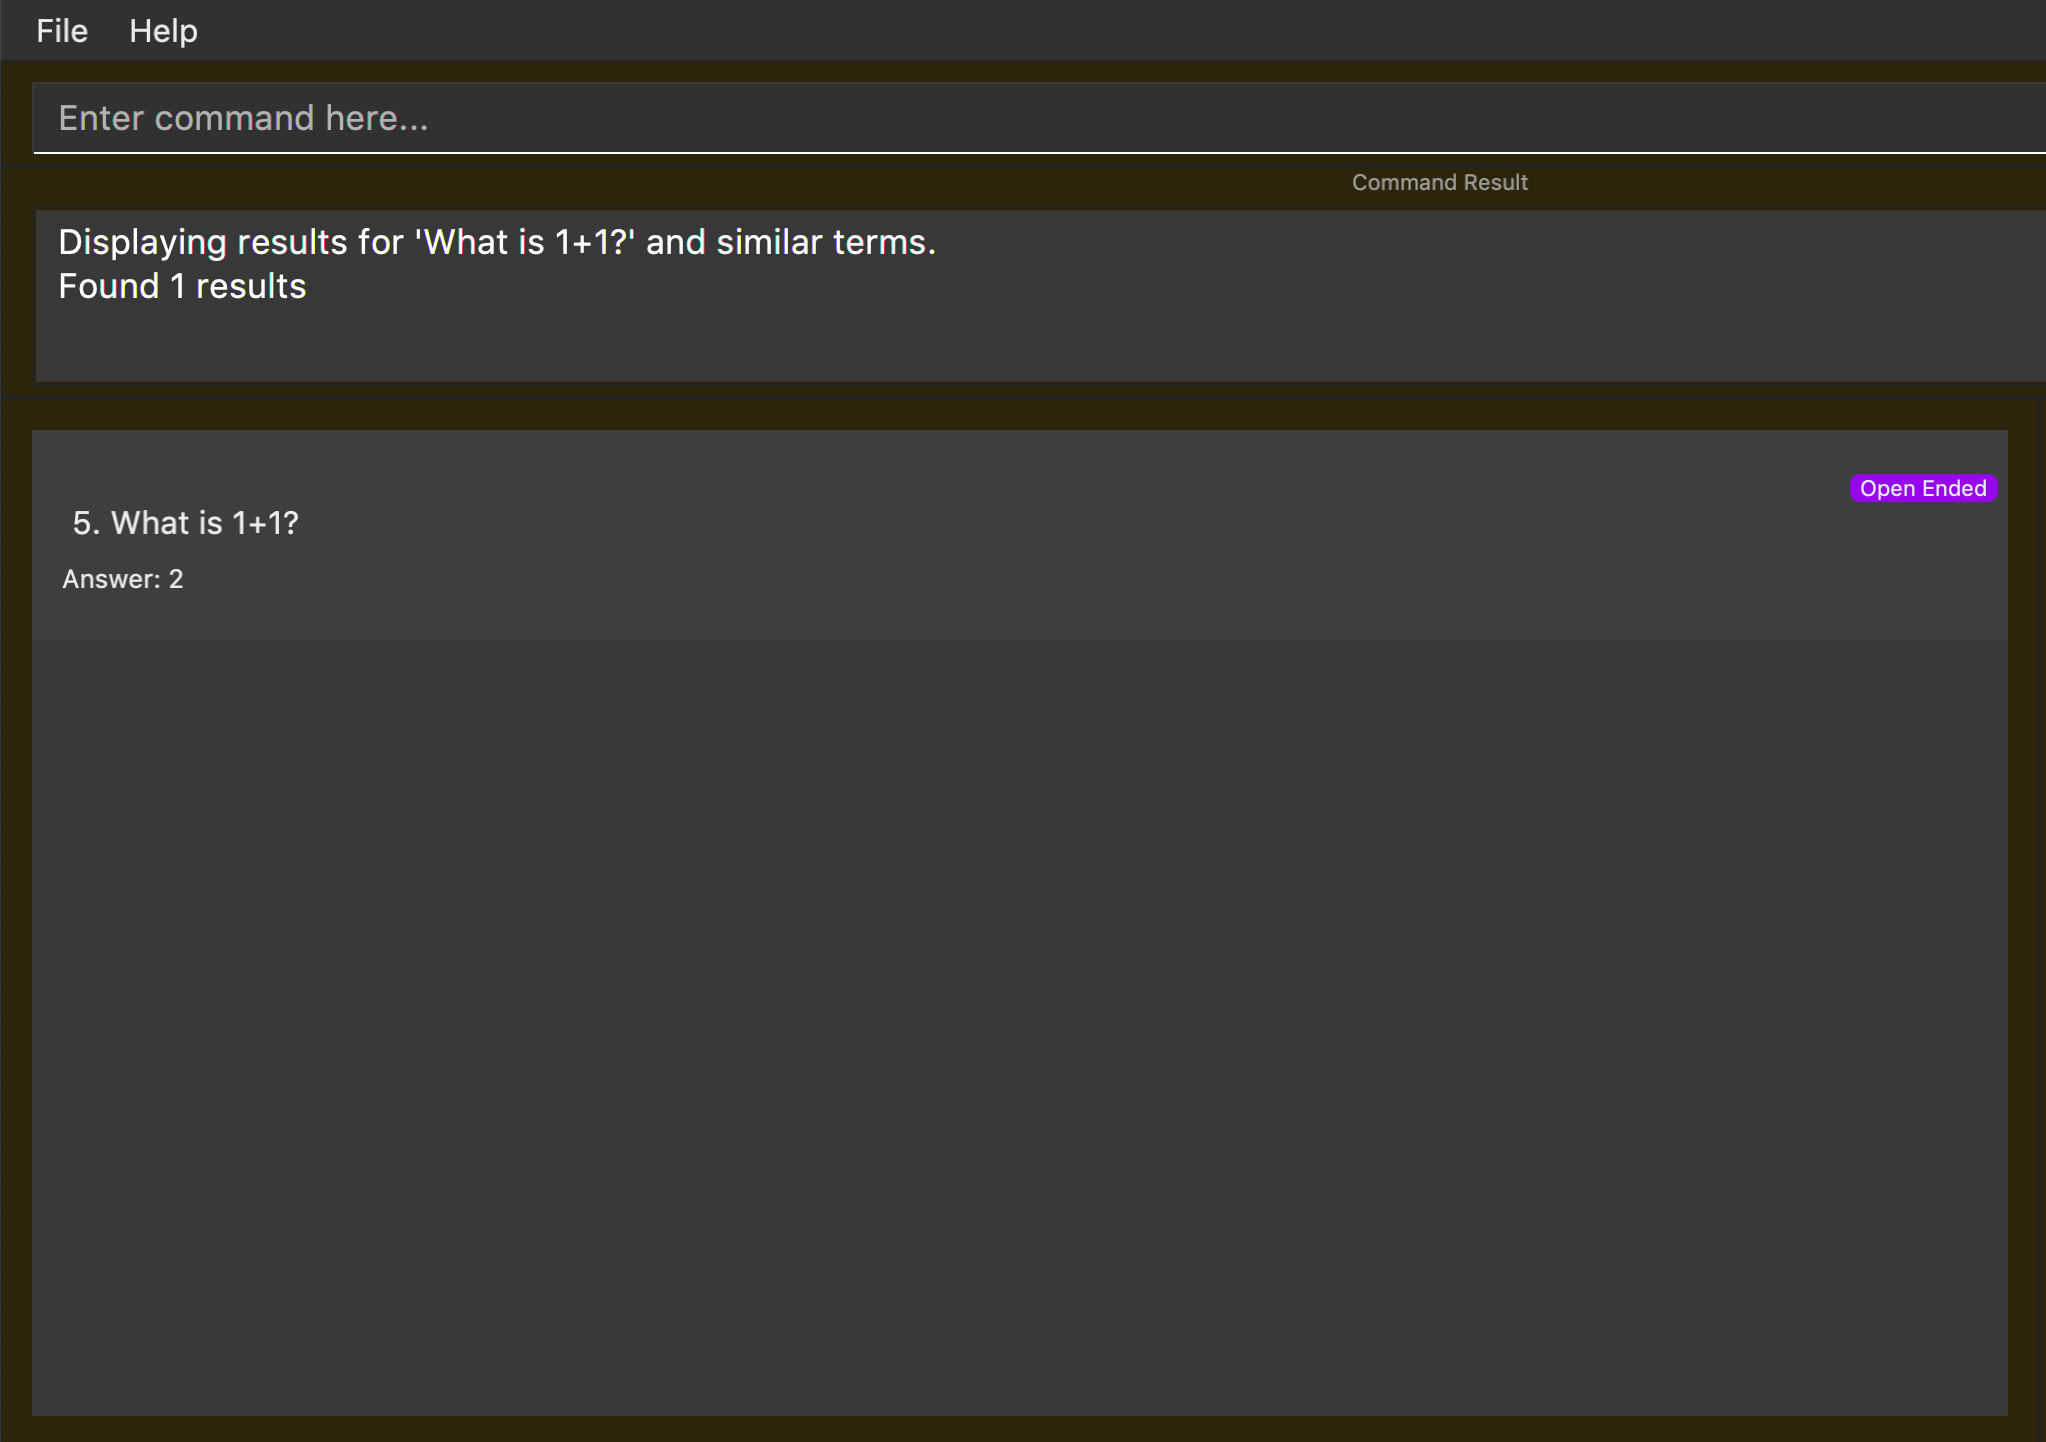 File Help
Enter command here...
Command Result
Displaying results for 'What is 1+1?' and similar terms.
Found 1 results
Open Ended
5. What is 1+1?
Answer: 2